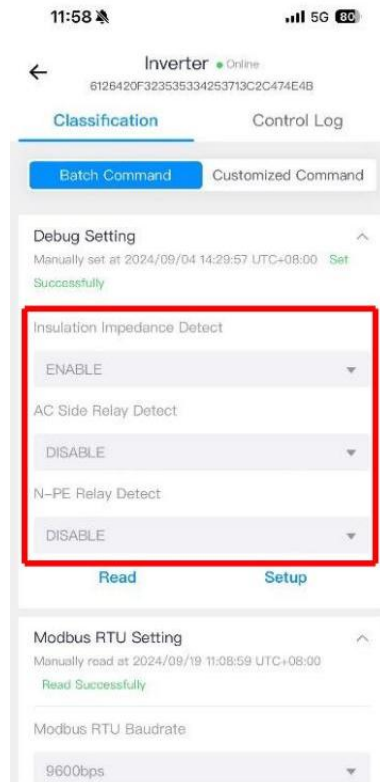 11:58
5G 80
Inverter Online
6126420F323535334253713C2C474E4B
Classification Control Log
Batch Command Customized Command
Debug Setting
Manually set at 2024/09/04 14:29:57 UTC+08:00 Set
Successfully
Insulation Impedance Detect
ENABLE
AC Side Relay Detect
DISABLE
N-PE Relay Detect
DISABLE
Read Setup
Modbus RTU Setting
Manually read at 2024/09/19 11:08:59 UTC+08:00
Read Successfully
Modbus RTU Baudrate
9600bps